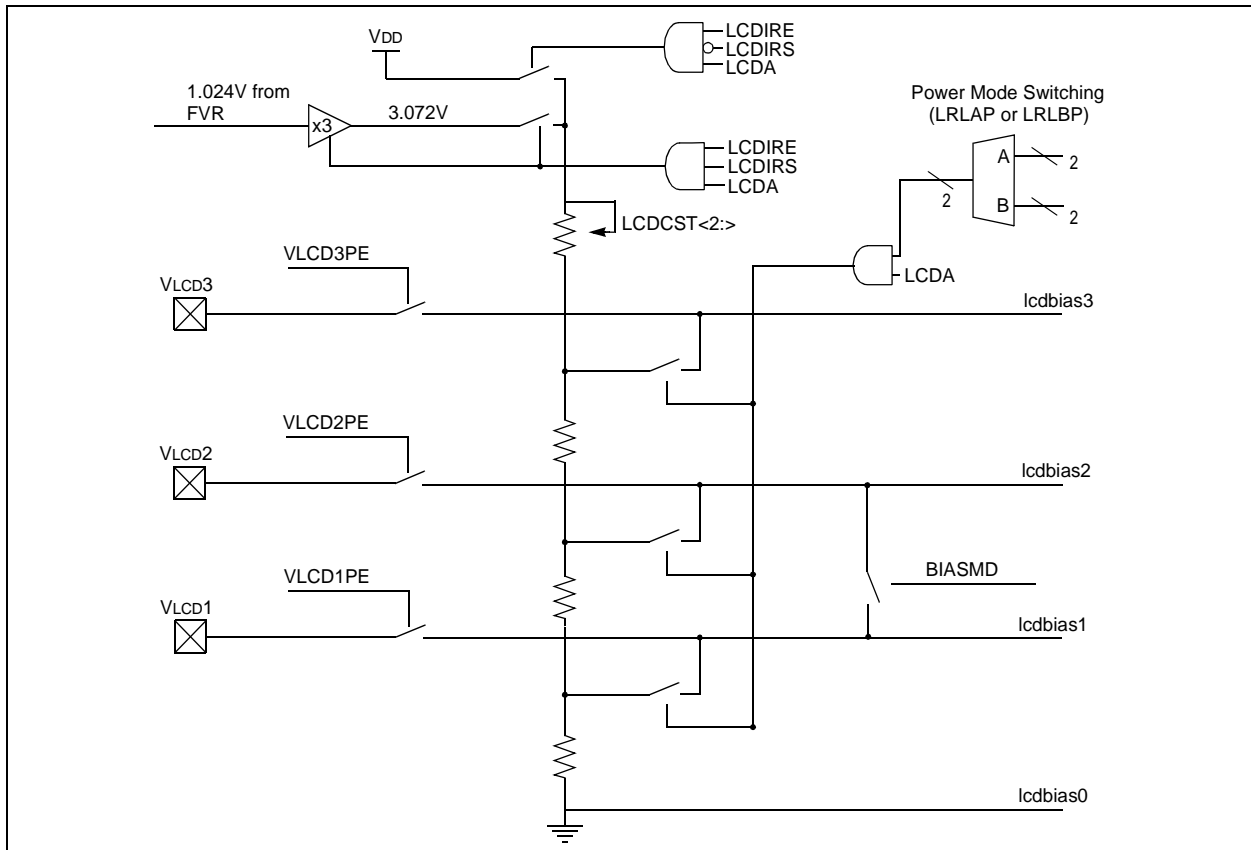 LCDIRE
LCDIRS
LCDA
VDD
1.024V from
FVR
x3
3.072V
Power Mode Switching
(LRLAP or LRLBP)
LCDIRE
LCDIRS
LCDA
A
2
B
2
2
LCDCST<2:>
LCDA
VLCD3PE
VLCD3
lcdbias3
VLCD2PE
VLCD2
lcdbias2
VLCD1PE
BIASMD
VLCD1
lcdbias1
lcdbias0